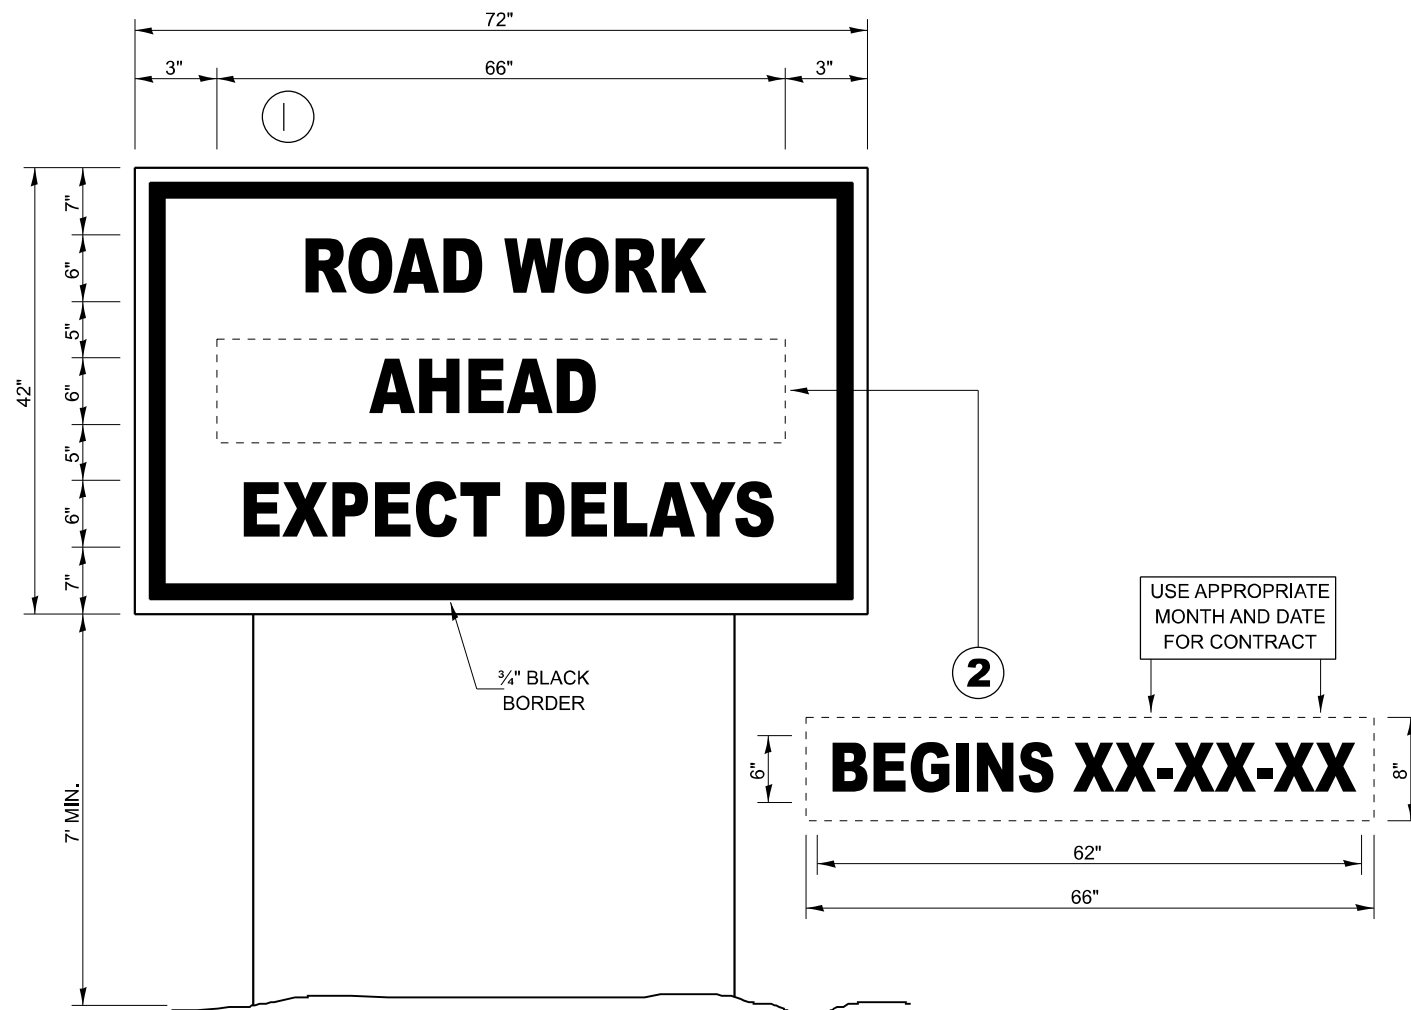 72"
3" 66" 3"
1
7"
6"
5"
6"
5"
6"
7"
42"
ROAD WORK
AHEAD
EXPECT DELAYS
¾" BLACK
BORDER
2
7' MIN.
USE APPROPRIATE
MONTH AND DATE
FOR CONTRACT
6"
BEGINS XX-XX-XX
8"
62"
66"